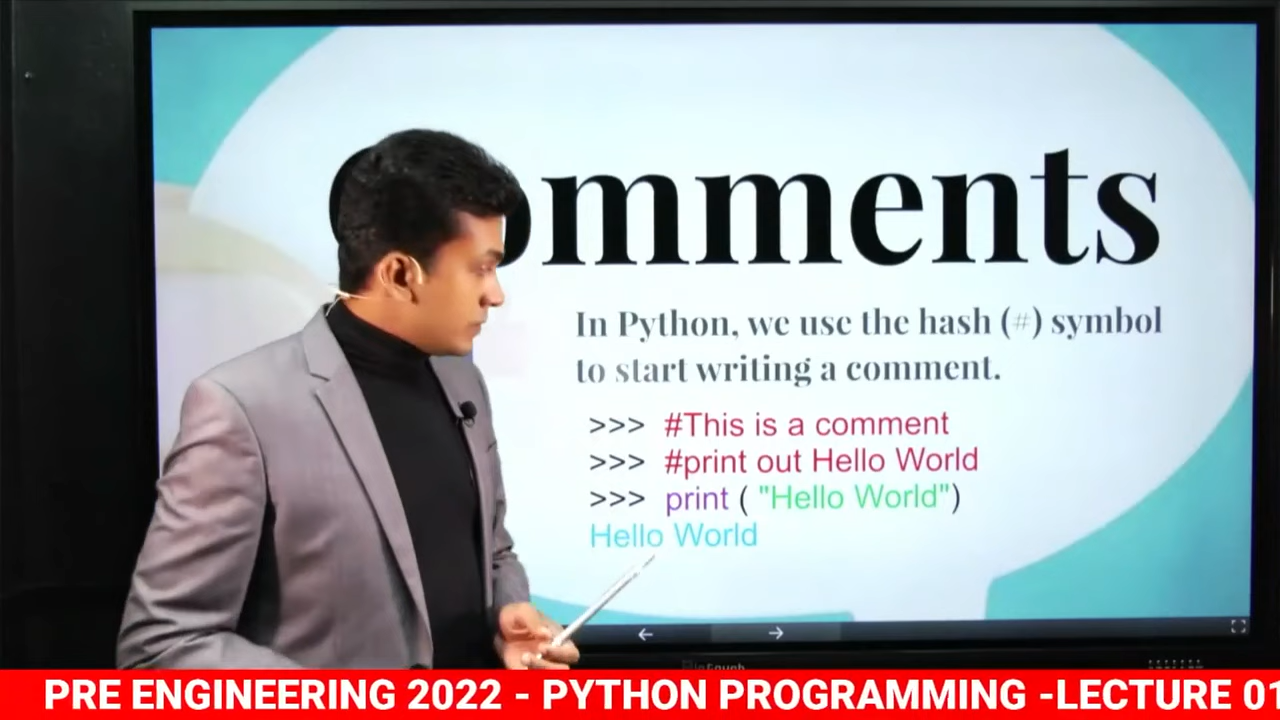 Comments
In Python, we use the hash (#) symbol
to start writing a comment.
>>> #This is a comment
>>> #print out Hello World
>>> print ( "Hello World")
Hello World
PRE ENGINEERING 2022 - PYTHON PROGRAMMING -LECTURE 01